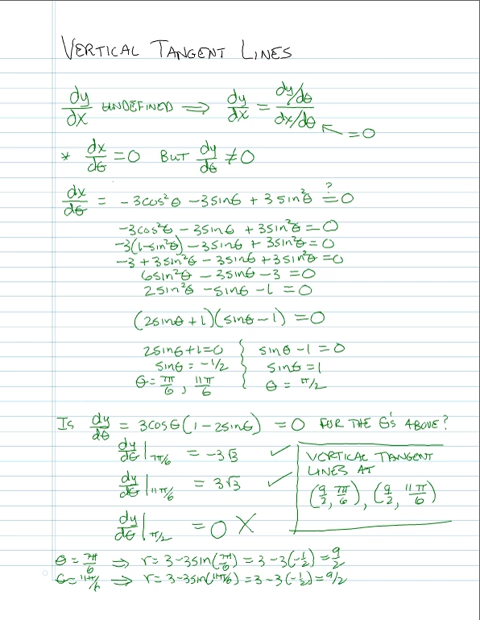 VERTICAL TANGENT LINES
dy/dx UNDEFINED ⟹ dy/dx = (dy/dθ)/(dx/dθ) ← =0
* dx/dθ = 0 BUT dy/dθ ≠ 0
dx/dθ = -3cos²θ - 3sinθ + 3sin²θ ?= 0
-3cos²θ - 3sinθ + 3sin²θ = 0
-3(1-sin²θ) - 3sinθ + 3sin²θ = 0
-3 + 3sin²θ - 3sinθ + 3sin²θ = 0
6sin²θ - 3sinθ - 3 = 0
2sin²θ - sinθ - 1 = 0
(2sinθ + 1)(sinθ - 1) = 0
2sinθ + 1 = 0 } sinθ - 1 = 0
sinθ = -1/2 } sinθ = 1
θ = 7π/6, 11π/6 } θ = π/2
Is dy/dθ = 3cosθ(1 - 2sinθ) = 0 FOR THE θ's ABOVE?
dy/dθ|7π/6 = -3√3 ✓
dy/dθ|11π/6 = 3√3 ✓
dy/dθ|π/2 = 0 X
VERTICAL TANGENT
LINES AT
(9/2, 7π/6), (9/2, 11π/6)
θ = 7π/6 ⟹ r = 3 - 3sin(7π/6) = 3 - 3(-1/2) = 9/2
θ = 11π/6 ⟹ r = 3 - 3sin(11π/6) = 3 - 3(-1/2) = 9/2